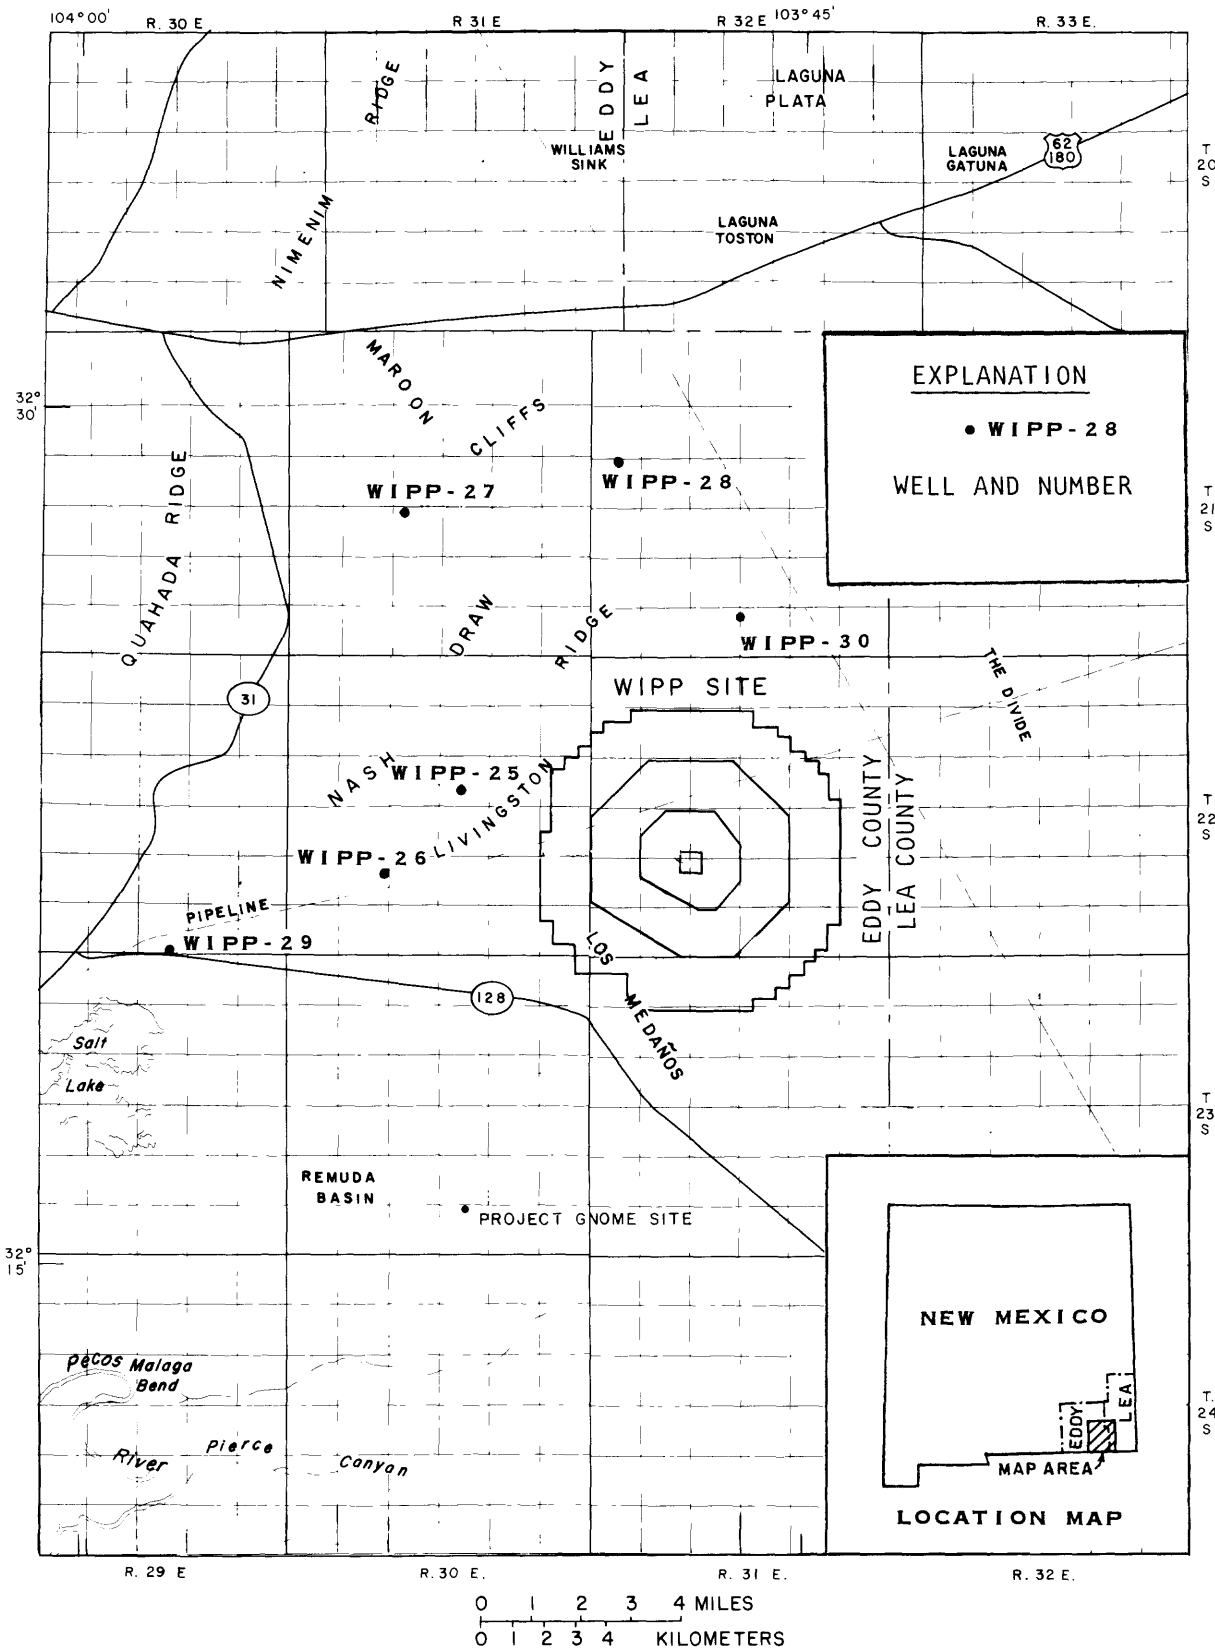 104°00'
R. 30 E
R. 31 E
R. 32 E
103°45'
R. 33 E.
RIDGE
EDDY
LEA
LAGUNA
PLATA
WILLIAMS
SINK
LAGUNA
GATUNA
62
180
T
20
S
NIMENIM
LAGUNA
TOSTON
MAROON
CLIFFS
32°
30'
EXPLANATION
WIPP-28
WELL AND NUMBER
QUAHADA RIDGE
WIPP-27
WIPP-28
T
21
S
DRAW
RIDGE
WIPP-30
WIPP SITE
THE DIVIDE
31
NASH
WIPP-25
LIVINGSTON
EDDY COUNTY
LEA COUNTY
T
22
S
WIPP-26
PIPELINE
WIPP-29
LOS
MEDAÑOS
128
Salt
Lake
T
23
S
REMUDA
BASIN
PROJECT GNOME SITE
32°
15'
NEW MEXICO
EDDY
LEA
MAP AREA
LOCATION MAP
Pecos
Malaga
Bend
River
Pierce
Canyon
T.
24
S
R. 29 E
R. 30 E.
R. 31 E.
R. 32 E.
0 1 2 3 4 MILES
0 1 2 3 4 KILOMETERS